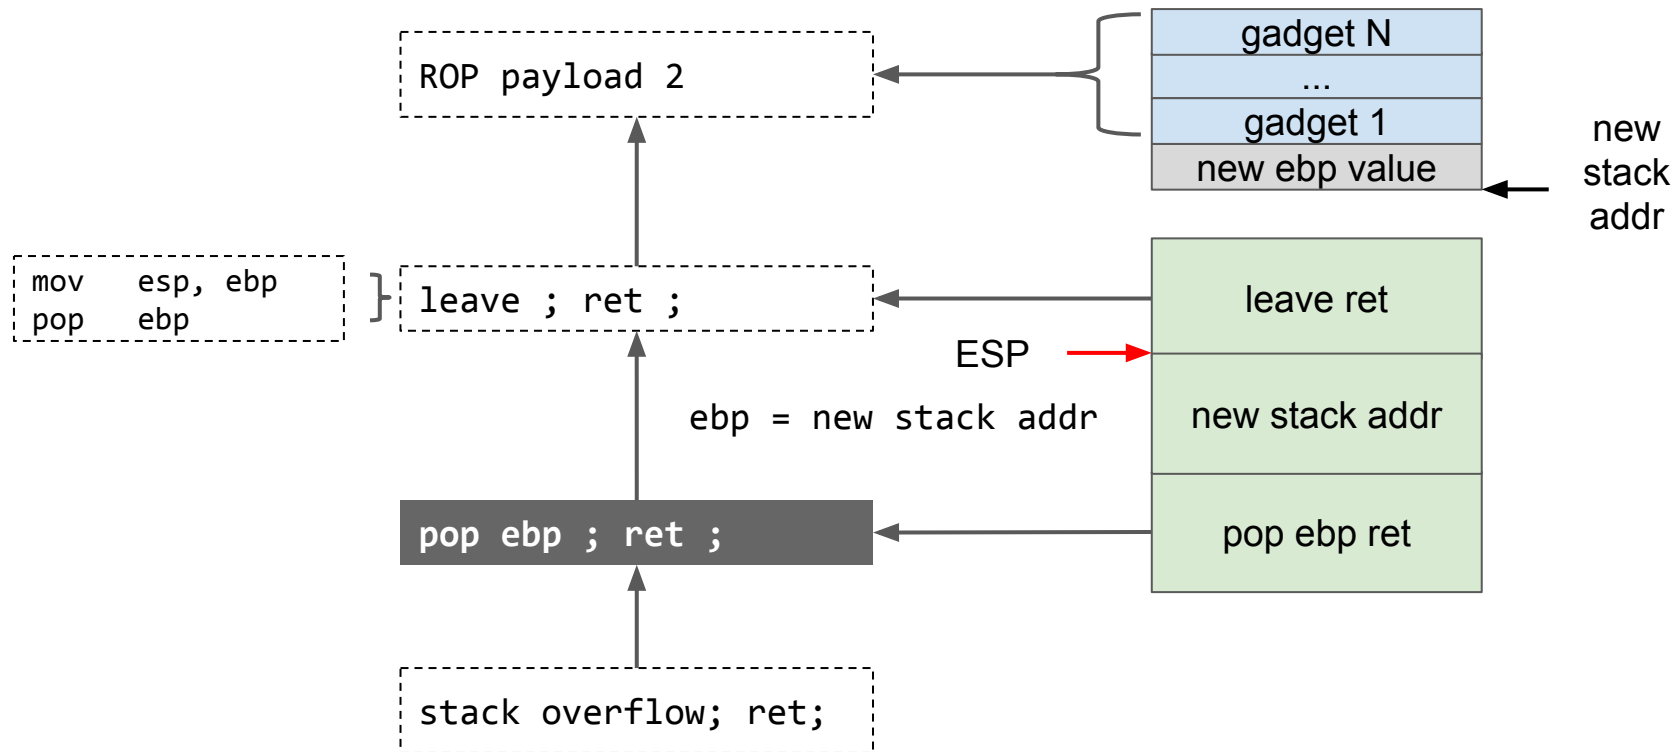 gadget N
ROP payload 2
...
gadget 1
new ebp value
new
stack
addr
mov esp, ebp
pop ebp
leave ; ret ;
leave ret
ESP
ebp = new stack addr
new stack addr
pop ebp ; ret ;
pop ebp ret
stack overflow; ret;